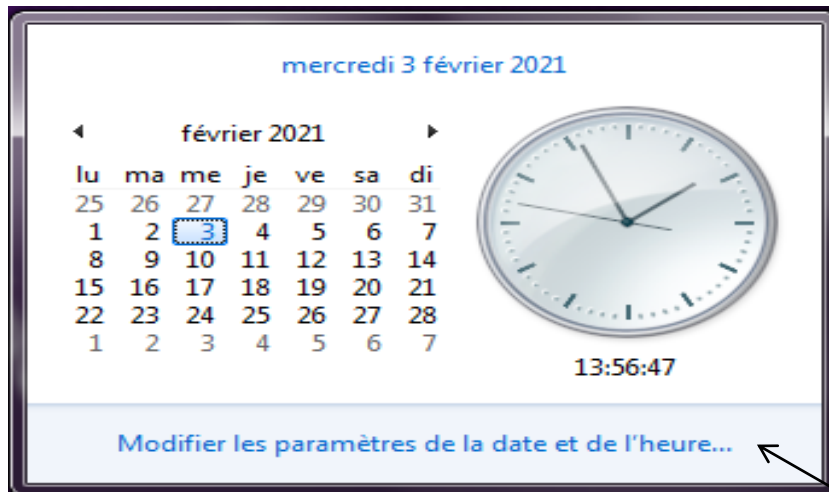 mercredi 3 février 2021
février 2021
lu ma me je ve sa di
25 26 27 28 29 30 31
1 2 3 4 5 6 7
8 9 10 11 12 13 14
15 16 17 18 19 20 21
22 23 24 25 26 27 28
1 2 3 4 5 6 7
13:56:47
Modifier les paramètres de la date et de l'heure...